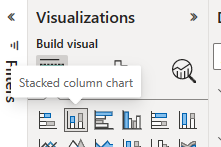 Visualizations
Build visual
Filters
Stacked column chart